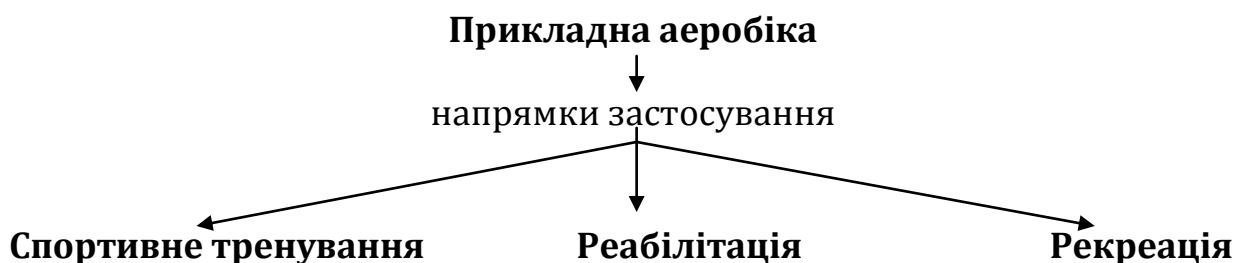 Прикладна аеробіка
напрямки застосування
Спортивне тренування Реабілітація Рекреація